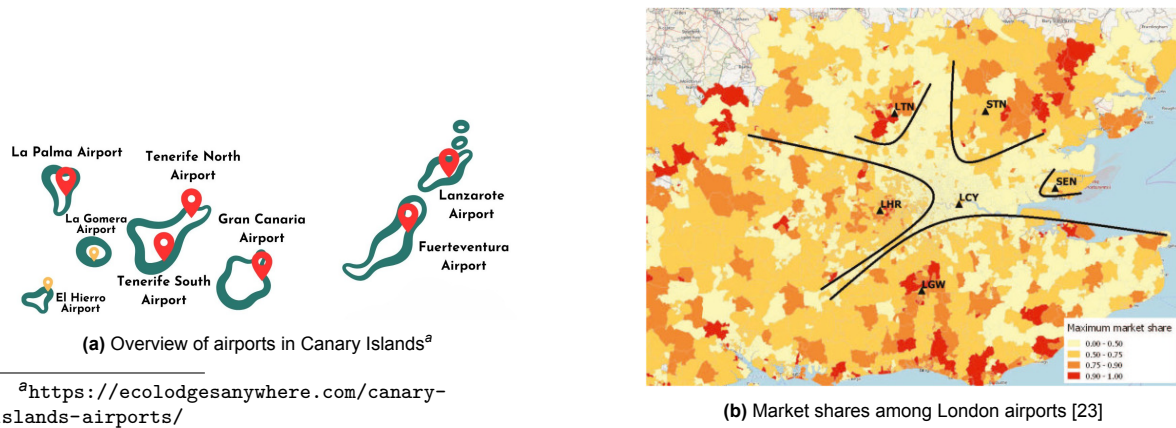 La Palma Airport
Tenerife North
Airport
La Gomera
Airport
Gran Canaria
Airport
Lanzarote
Airport
Fuerteventura
Airport
El Hierro
Airport
Tenerife South
Airport
(a) Overview of airports in Canary Islandsa
ahttps://ecolodgesanywhere.com/canary-
slands-airports/
LTN
STN
SEN
LHR
LCY
LGW
Maximum market share
0.00 - 0.50
0.50 - 0.75
0.75 - 0.90
0.90 - 1.00
(b) Market shares among London airports [23]